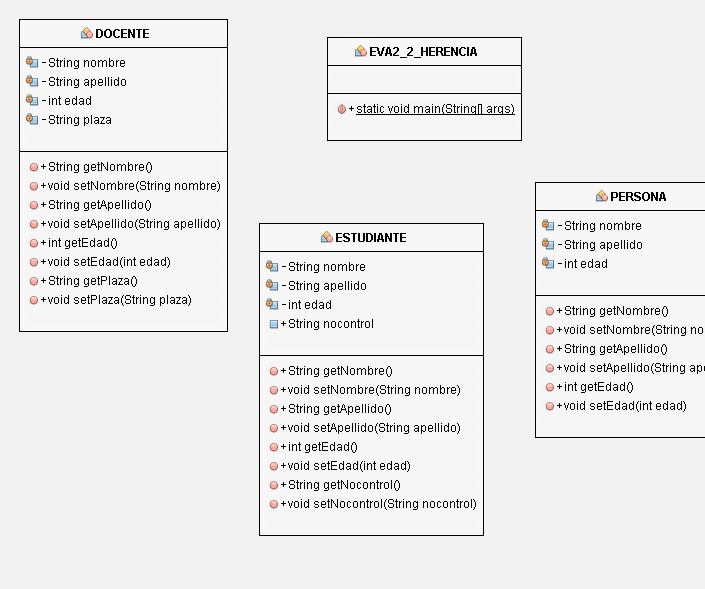 DOCENTE
-String nombre
-String apellido
-int edad
-String plaza
+String getNombre()
+void setNombre(String nombre)
+String getApellido()
+void setApellido(String apellido)
+int getEdad()
+void setEdad(int edad)
+String getPlaza()
+void setPlaza(String plaza)
EVA2_2_HERENCIA
+static void main(String[] args)
ESTUDIANTE
-String nombre
-String apellido
-int edad
+String nocontrol
+String getNombre()
+void setNombre(String nombre)
+String getApellido()
+void setApellido(String apellido)
+int getEdad()
+void setEdad(int edad)
+String getNocontrol()
+void setNocontrol(String nocontrol)
PERSONA
-String nombre
-String apellido
-int edad
+String getNombre()
+void setNombre(String no
+String getApellido()
+void setApellido(String ape
+int getEdad()
+void setEdad(int edad)